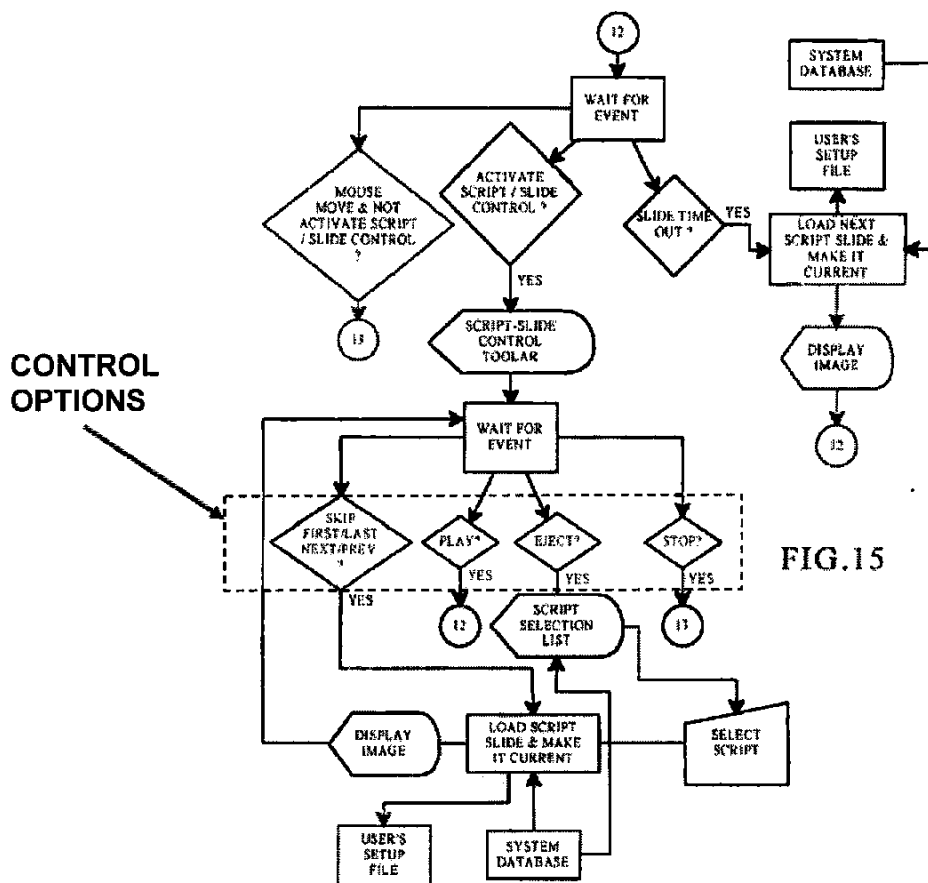 12
WAIT FOR
EVENT
SYSTEM
DATABASE
USER'S
SETUP
FILE
MOUSE
MOVE & NOT
ACTIVATE SCRIPT
/ SLIDE CONTROL
?
ACTIVATE
SCRIPT / SLIDE
CONTROL ?
SLIDE TIME
OUT ?
YES
LOAD NEXT
SCRIPT SLIDE &
MAKE IT
CURRENT
YES
13
SCRIPT-SLIDE
CONTROL
TOOLAR
DISPLAY
IMAGE
12
CONTROL
OPTIONS
WAIT FOR
EVENT
SKIP
FIRST/LAST
NEXT/PREV
?
PLAY?
EJECT?
STOP?
YES
YES
YES
YES
FIG.15
12
SCRIPT
SELECTION
LIST
13
DISPLAY
IMAGE
LOAD SCRIPT
SLIDE & MAKE
IT CURRENT
SELECT
SCRIPT
USER'S
SETUP
FILE
SYSTEM
DATABASE